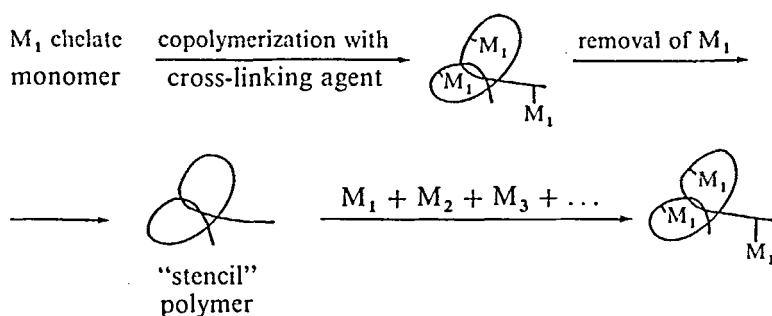 M₁ chelate monomer
copolymerization with cross-linking agent
M₁
M₁
M₁
removal of M₁
"stencil" polymer
M₁ + M₂ + M₃ + ...
M₁
M₁
M₁